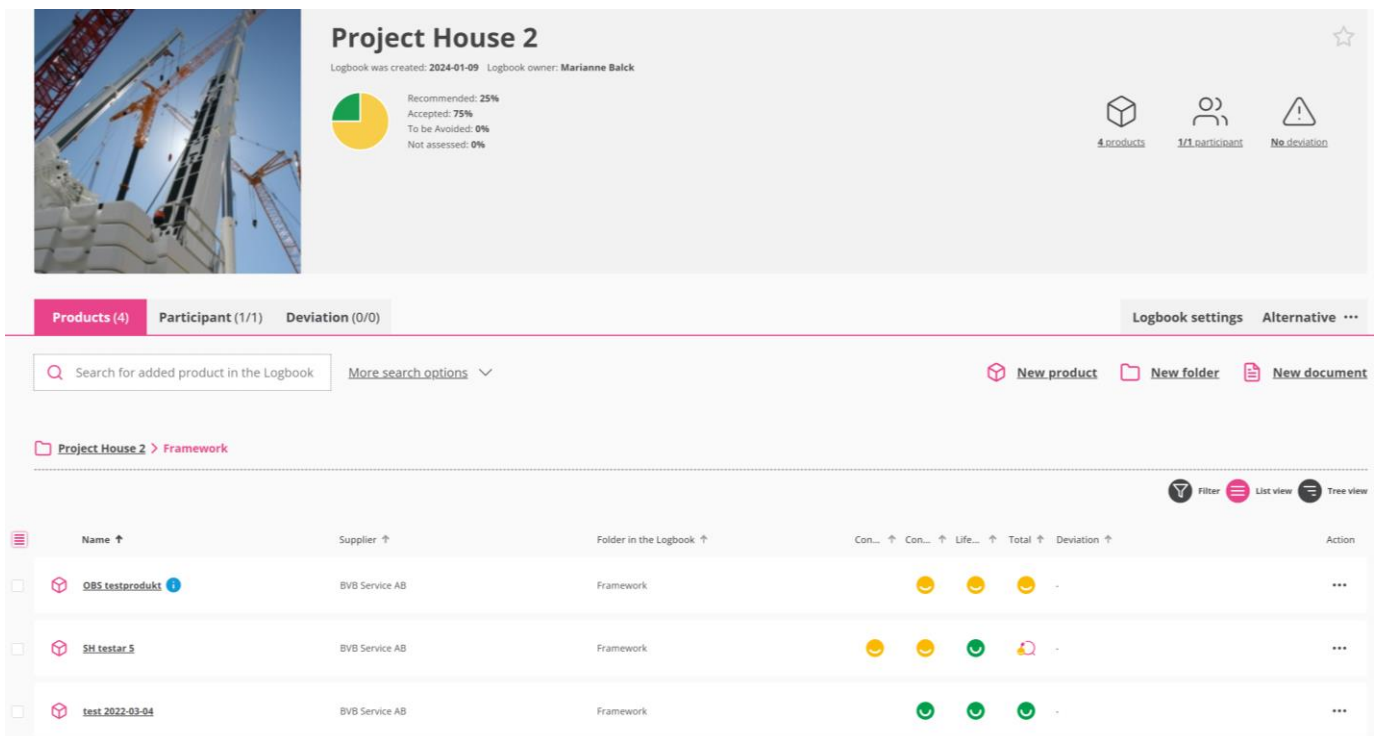 Project House 2
Logbook was created: 2024-01-09 Logbook owner: Marianne Balck
Recommended: 25%
Accepted: 75%
To be Avoided: 0%
Not assessed: 0%
4 products 1/1 participant No deviation
Products (4) Participant (1/1) Deviation (0/0) Logbook settings Alternative ···
Search for added product in the Logbook More search options New product New folder New document
Project House 2 > Framework
Filter List view Tree view
Name ↑ Supplier ↑ Folder in the Logbook ↑ Con... ↑ Con... ↑ Life... ↑ Total ↑ Deviation ↑ Action
OBS testprodukt i BVB Service AB Framework - ···
SH testar 5 BVB Service AB Framework - ···
test 2022-03-04 BVB Service AB Framework - ···